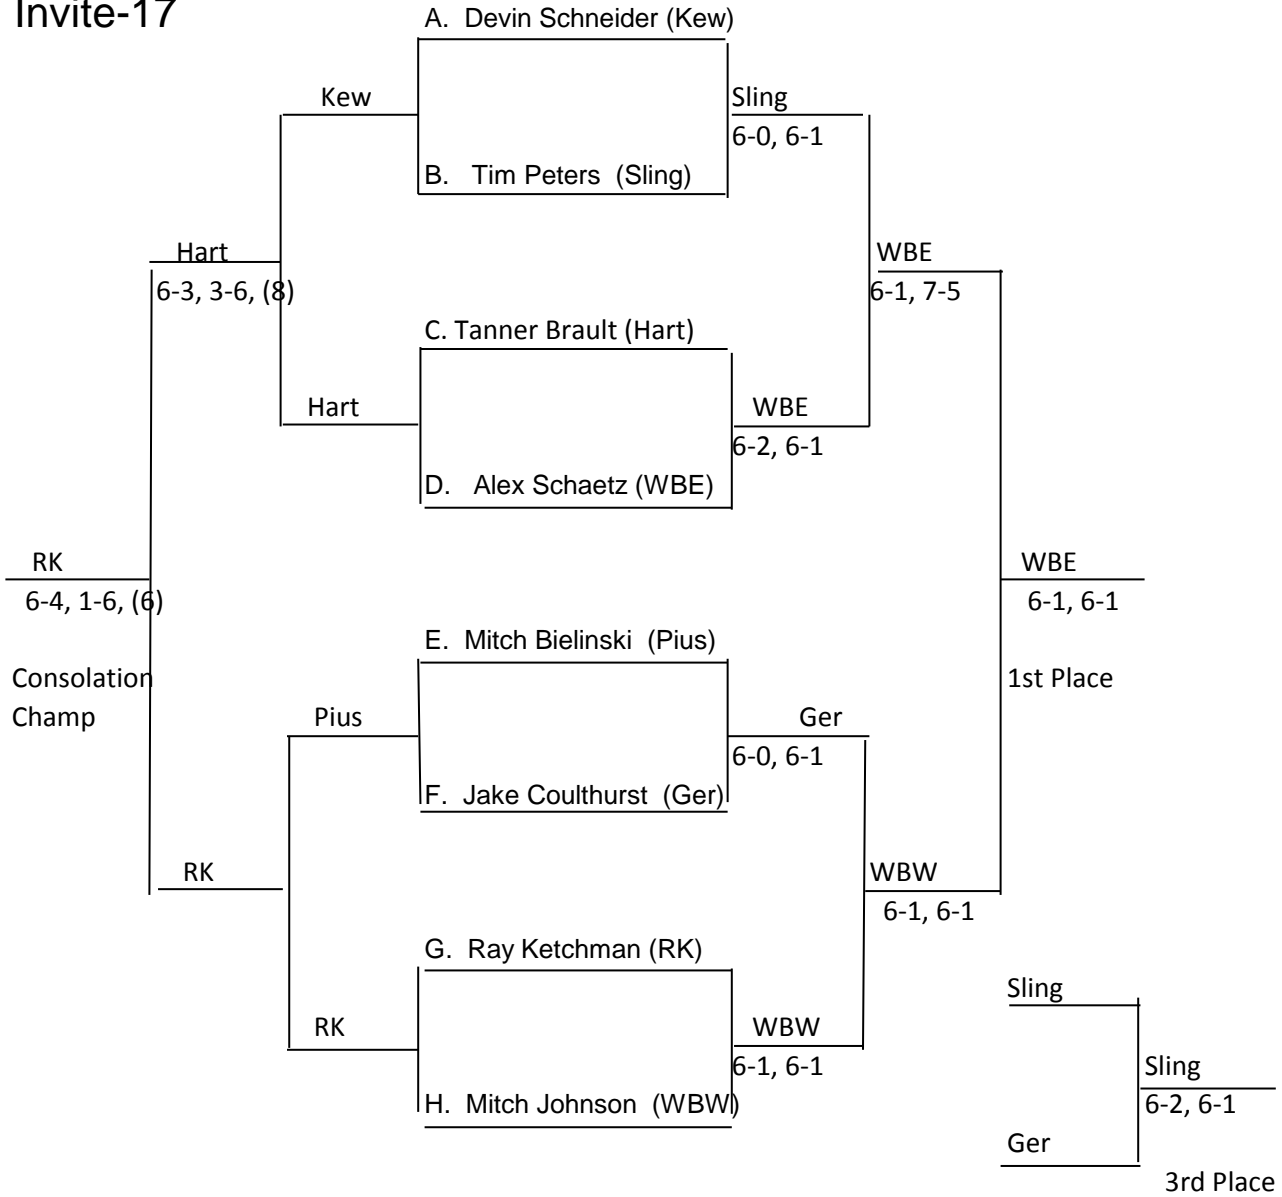 Invite-17
A.  Devin Schneider (Kew)
Kew
Sling
6-0, 6-1
B.   Tim Peters  (Sling)
Hart
WBE
6-3, 3-6, (8)
6-1, 7-5
C. Tanner Brault (Hart)
Hart
WBE
6-2, 6-1
D.   Alex Schaetz (WBE)
RK
WBE
6-4, 1-6, (6)
6-1, 6-1
E.  Mitch Bielinski  (Pius)
Consolation
Champ
1st Place
Pius
Ger
6-0, 6-1
F.  Jake Coulthurst  (Ger)
RK
WBW
6-1, 6-1
G.  Ray Ketchman (RK)
Sling
RK
WBW
6-1, 6-1
Sling
6-2, 6-1
H.  Mitch Johnson  (WBW)
Ger
3rd Place